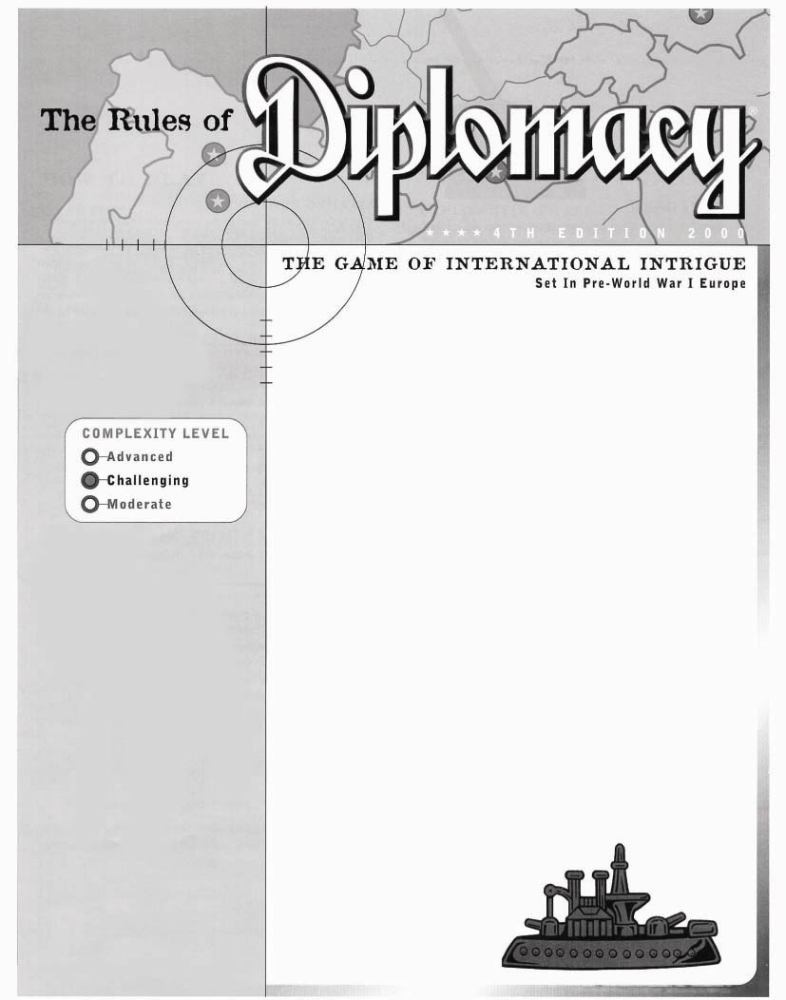 The Rules of Diplomacy®
★★★★ 4TH EDITION 2000
THE GAME OF INTERNATIONAL INTRIGUE
Set In Pre-World War I Europe
COMPLEXITY LEVEL
Advanced
Challenging
Moderate